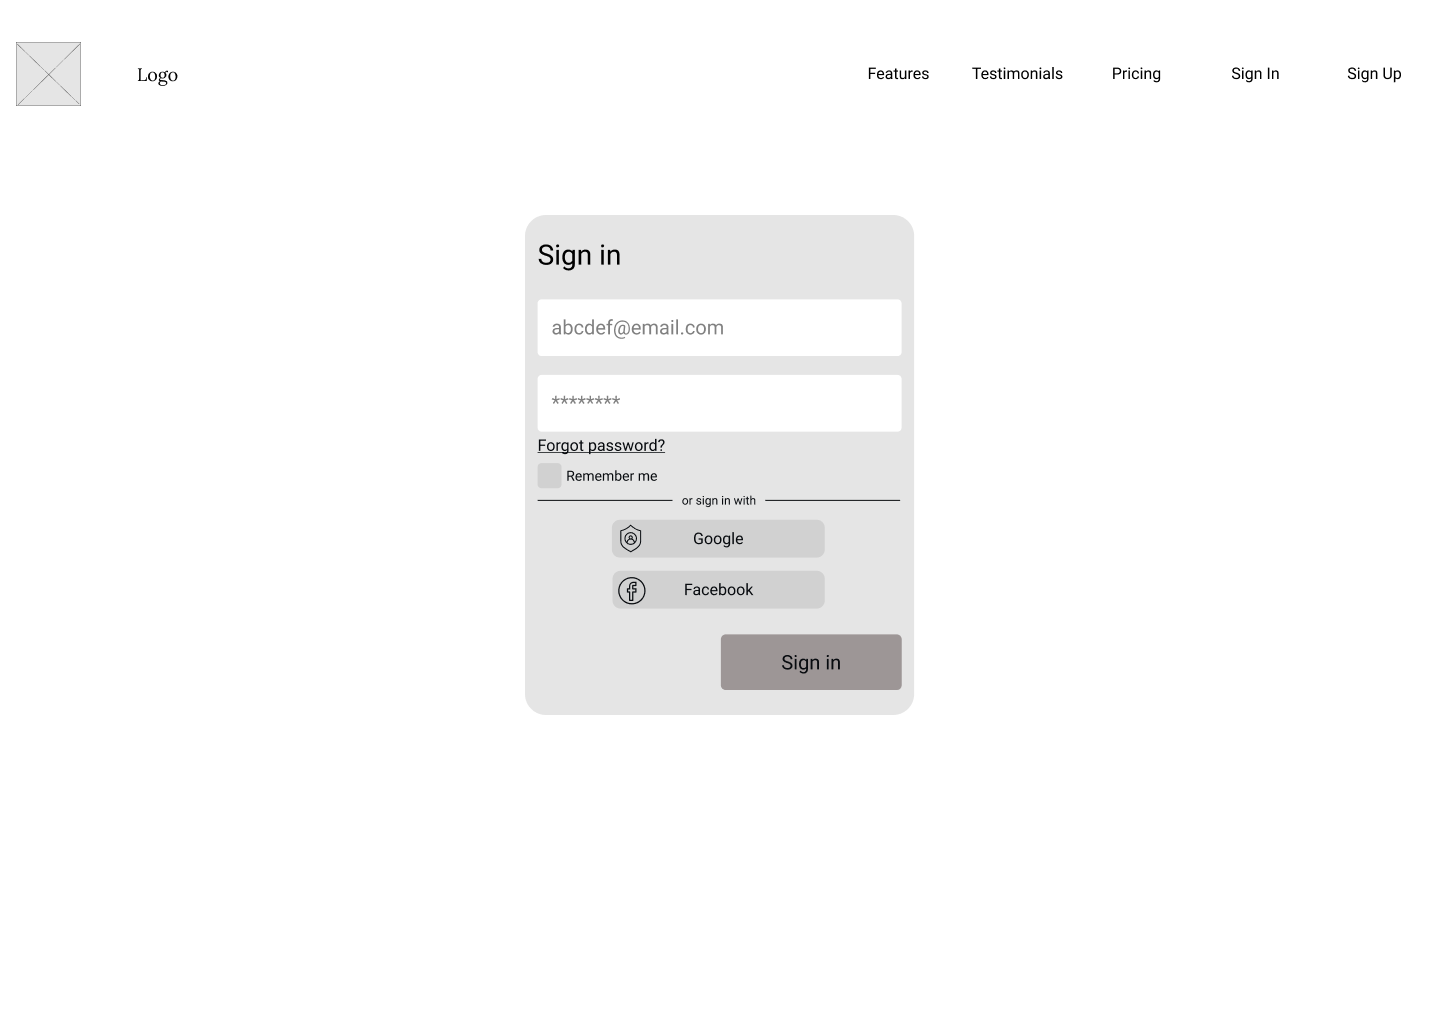 Logo
Features
Testimonials
Pricing
Sign In
Sign Up
Sign in
abcdef@email.com
********
Forgot password?
Remember me
or sign in with
Google
Facebook
Sign in